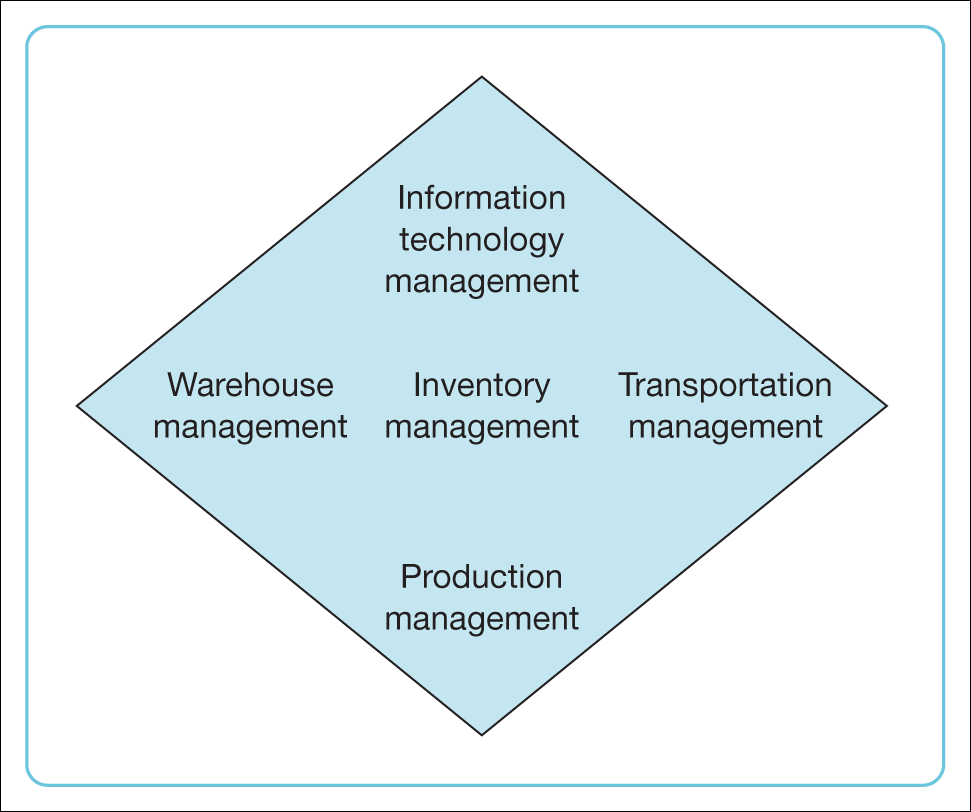 Information
technology
management
Warehouse
management
Inventory
management
Transportation
management
Production
management